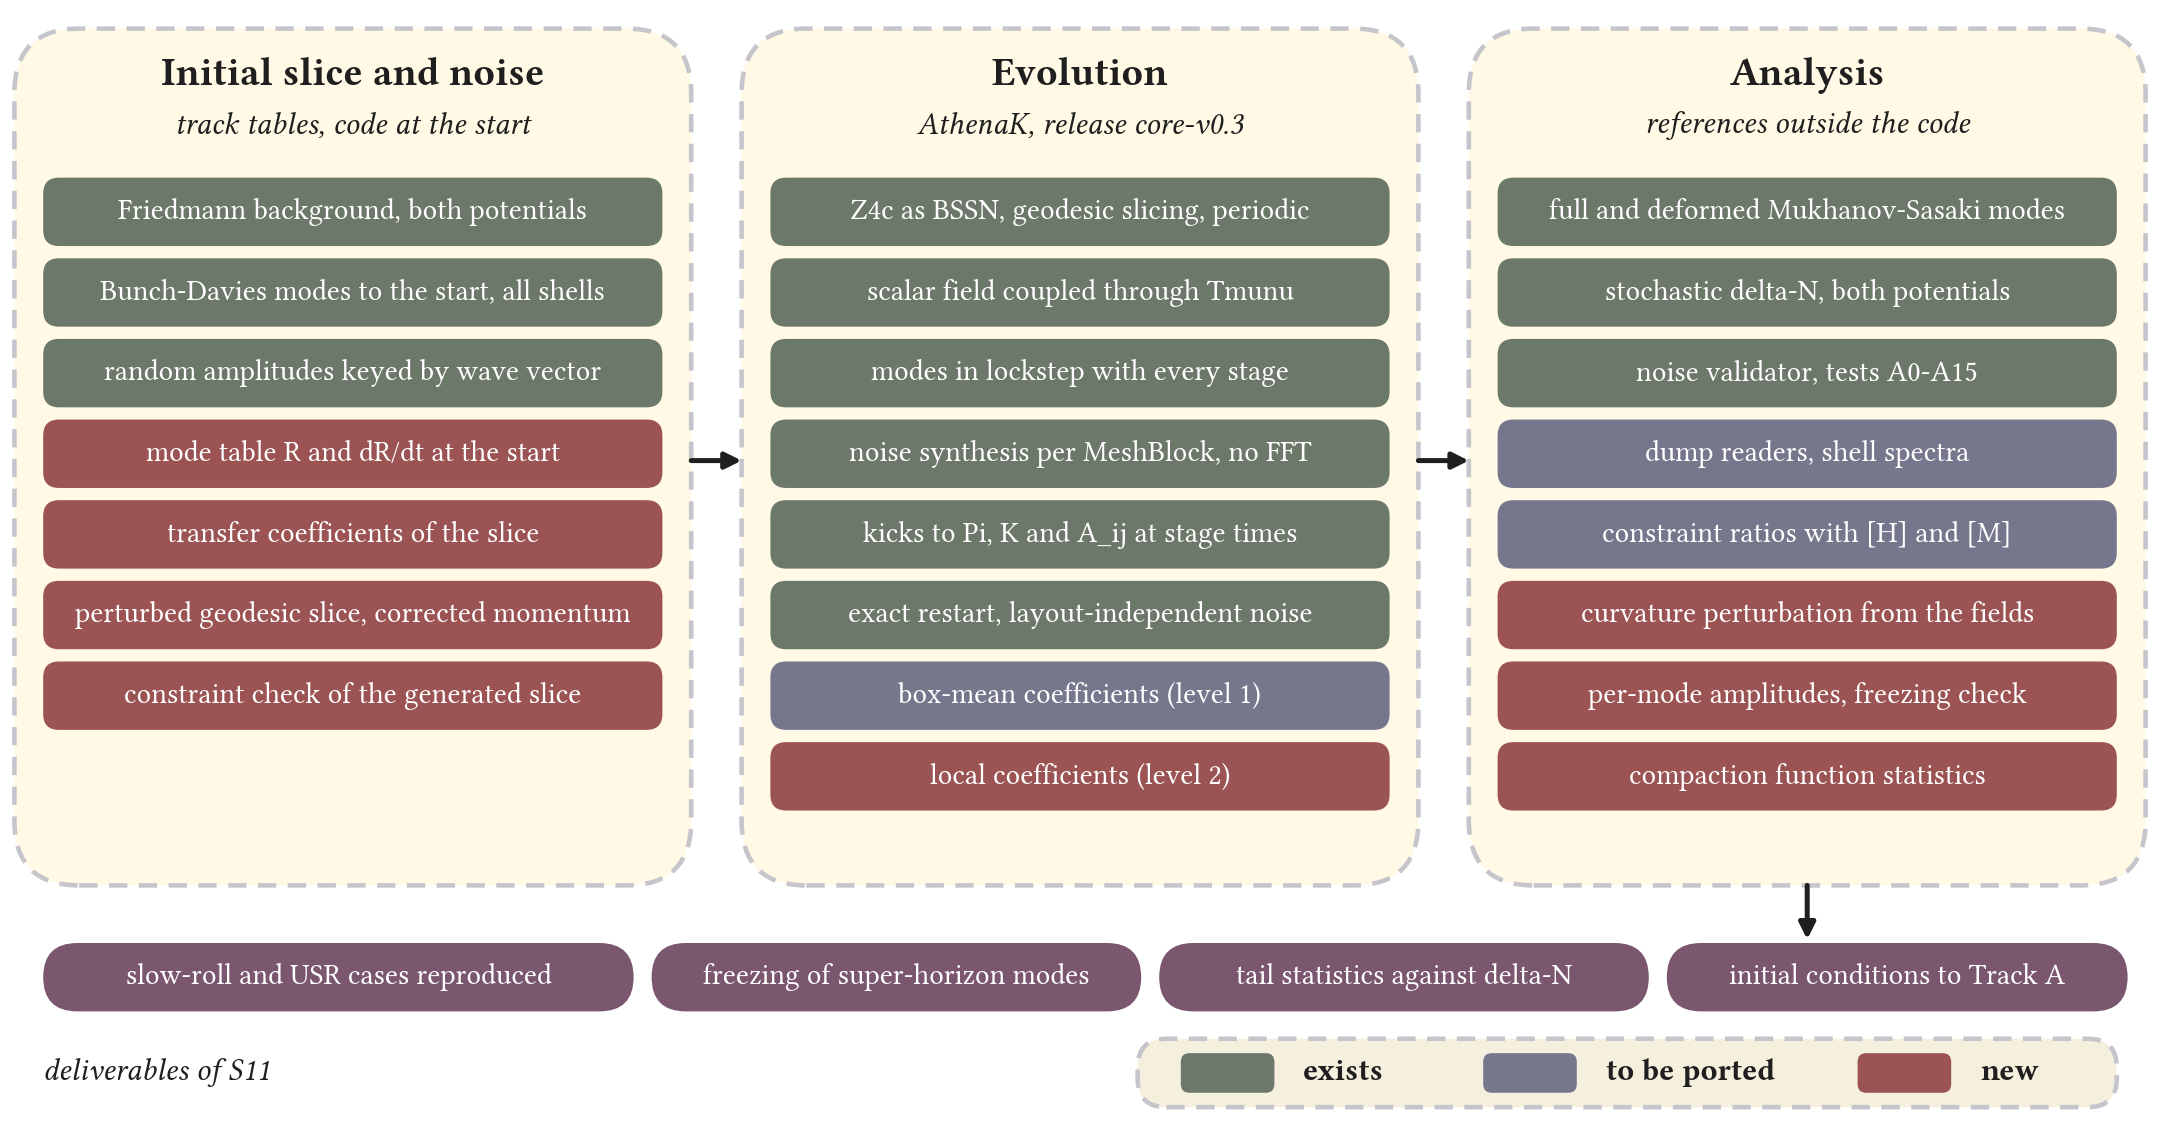 Initial slice and noise
track tables, code at the start
Friedmann background, both potentials
Bunch-Davies modes to the start, all shells
random amplitudes keyed by wave vector
mode table R and dR/dt at the start
transfer coefficients of the slice
perturbed geodesic slice, corrected momentum
constraint check of the generated slice
Evolution
AthenaK, release core-v0.3
Z4c as BSSN, geodesic slicing, periodic
scalar field coupled through Tmunu
modes in lockstep with every stage
noise synthesis per MeshBlock, no FFT
kicks to Pi, K and A_ij at stage times
exact restart, layout-independent noise
box-mean coefficients (level 1)
local coefficients (level 2)
Analysis
references outside the code
full and deformed Mukhanov-Sasaki modes
stochastic delta-N, both potentials
noise validator, tests A0-A15
dump readers, shell spectra
constraint ratios with [H] and [M]
curvature perturbation from the fields
per-mode amplitudes, freezing check
compaction function statistics
slow-roll and USR cases reproduced
freezing of super-horizon modes
tail statistics against delta-N
initial conditions to Track A
deliverables of S11
exists
to be ported
new